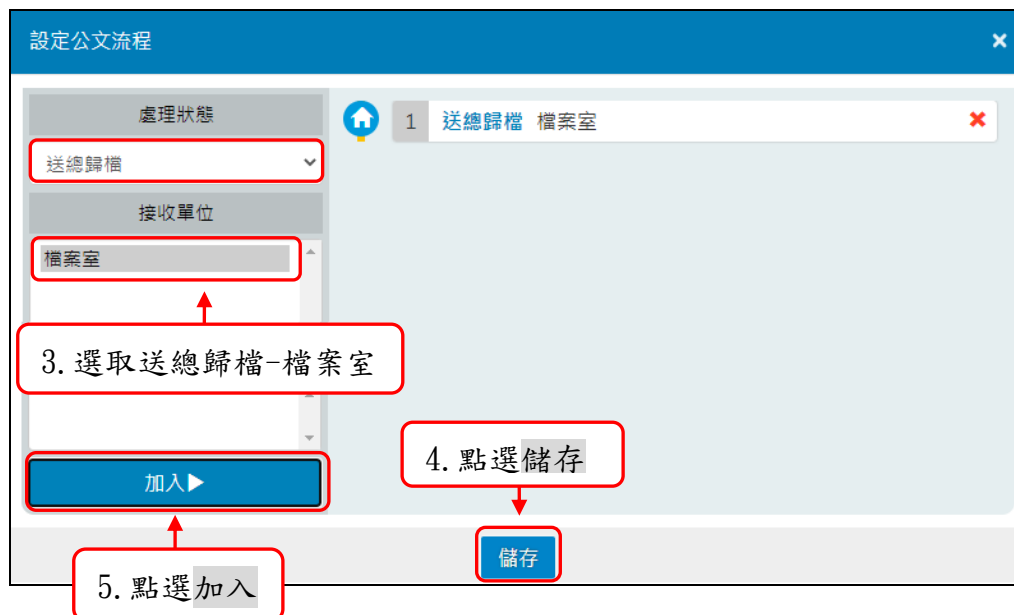 設定公文流程
處理狀態
送總歸檔
接收單位
檔案室
1 送總歸檔 檔案室
3.選取送總歸檔-檔案室
加入▶
4.點選儲存
儲存
5.點選加入